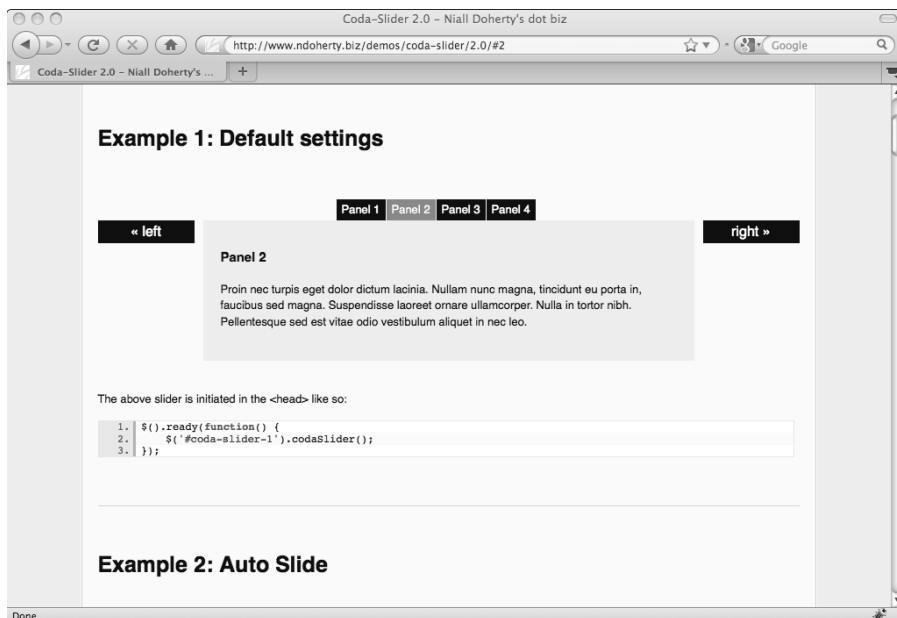 Coda-Slider 2.0 – Niall Doherty's dot biz
http://www.ndoherty.biz/demos/coda-slider/2.0/#2
Google
Coda-Slider 2.0 – Niall Doherty's ...
+
Example 1: Default settings
Panel 1 Panel 2 Panel 3 Panel 4
« left
right »
Panel 2
Proin nec turpis eget dolor dictum lacinia. Nullam nunc magna, tincidunt eu porta in,
faucibus sed magna. Suspendisse laoreet ornare ullamcorper. Nulla in tortor nibh.
Pellentesque sed est vitae odio vestibulum aliquet in nec leo.
The above slider is initiated in the <head> like so:
1. $().ready(function() {
2. $('#coda-slider-1').codaSlider();
3. });
Example 2: Auto Slide
Done